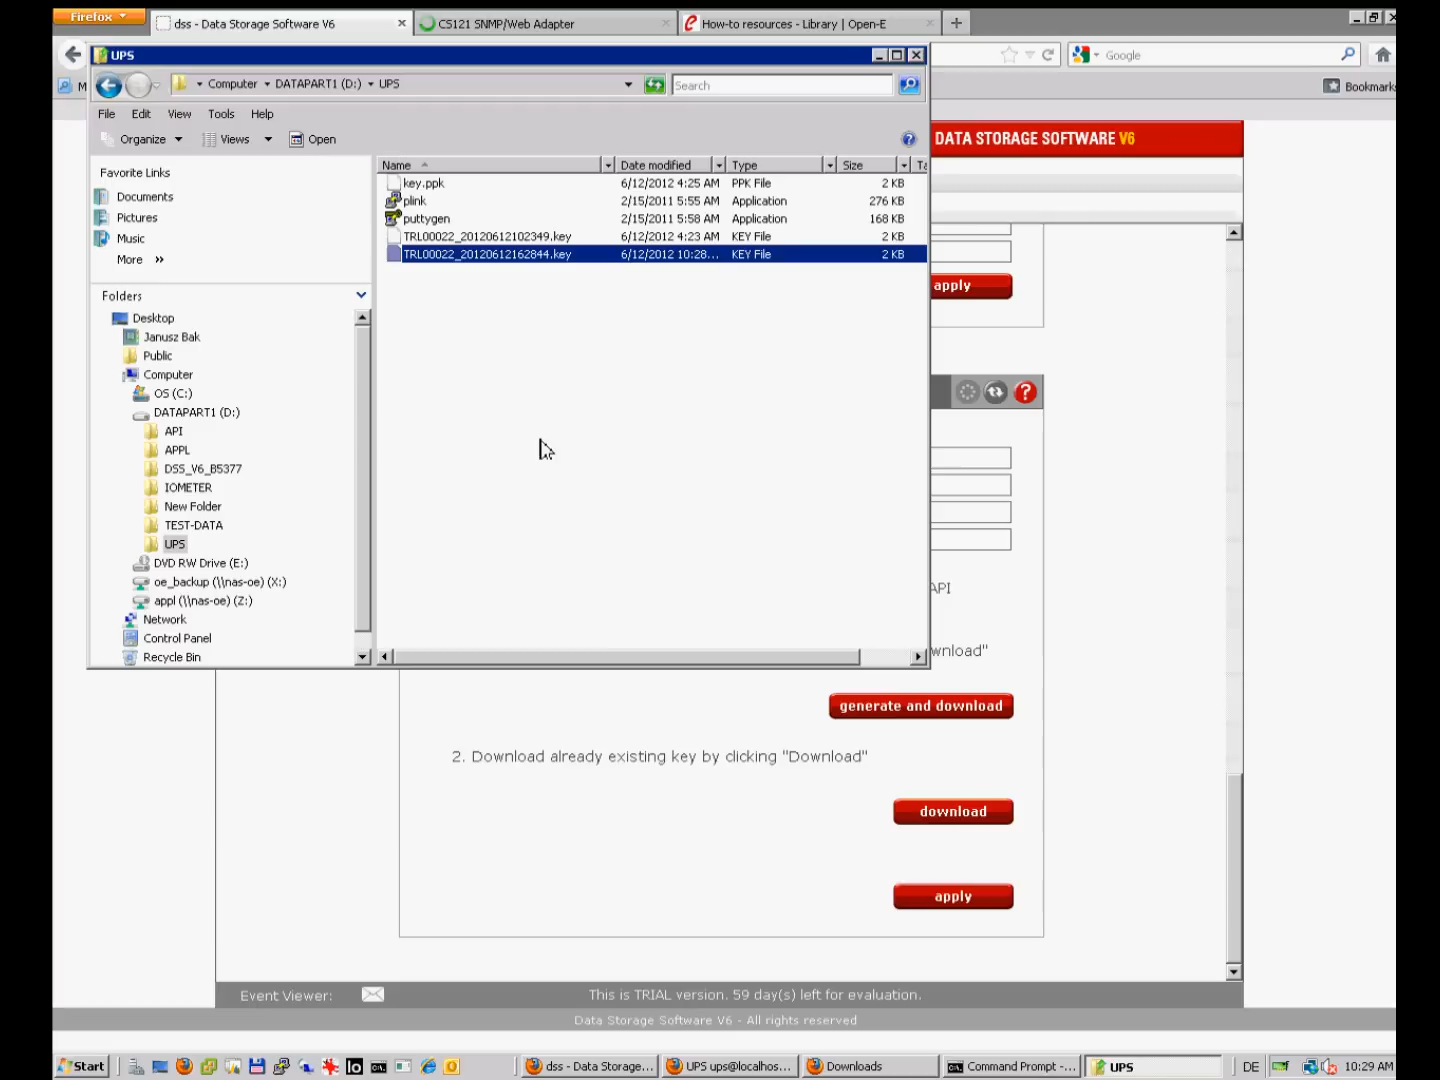 Firefox
dss - Data Storage Software V6
CS121 SNMP/Web Adapter
How-to resources - Library | Open-E
UPS
Google
M
Computer
DATAPART1 (D:)
UPS
Search
Bookmark
File
Edit
View
Tools
Help
Organize
Views
Open
DATA STORAGE SOFTWARE V6
Favorite Links
Documents
Pictures
Music
More »
Name
Date modified
Type
Size
key.ppk 6/12/2012 4:25 AM PPK File 2 KB
plink 2/15/2011 5:55 AM Application 276 KB
puttygen 2/15/2011 5:58 AM Application 168 KB
TRL00022_20120612102349.key 6/12/2012 4:23 AM KEY File 2 KB
TRL00022_20120612162844.key 6/12/2012 10:28... KEY File 2 KB
apply
Folders
Desktop
Janusz Bak
Public
Computer
OS (C:)
DATAPART1 (D:)
API
APPL
DSS_V6_B5377
IOMETER
New Folder
TEST-DATA
UPS
DVD RW Drive (E:)
oe_backup (\\nas-oe) (X:)
appl (\\nas-oe) (Z:)
Network
Control Panel
Recycle Bin
API
wnload"
generate and download
2. Download already existing key by clicking "Download"
download
apply
Event Viewer:
This is TRIAL version. 59 day(s) left for evaluation.
Data Storage Software V6 - All rights reserved
Start
dss - Data Storage...
UPS ups@localhos...
Downloads
Command Prompt -...
UPS
DE
10:29 AM